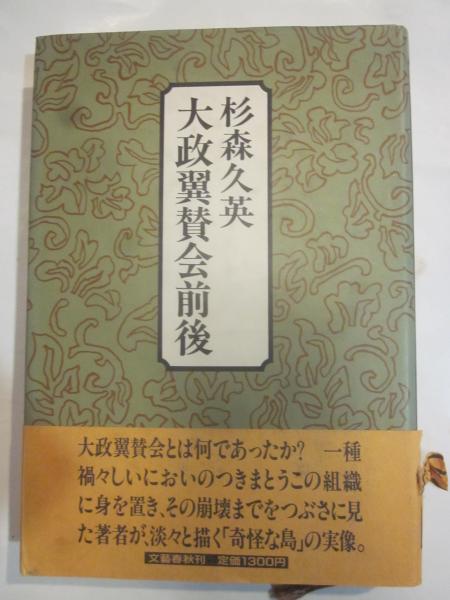 杉森久英
大政翼賛会前後
大政翼賛会とは何であったか? 一種
禍々しいにおいのつきまとうこの組織
に身を置き、その崩壊までをつぶさに見
た著者が、淡々と描く「奇怪な島」の実像。
文藝春秋刊 定価1300円